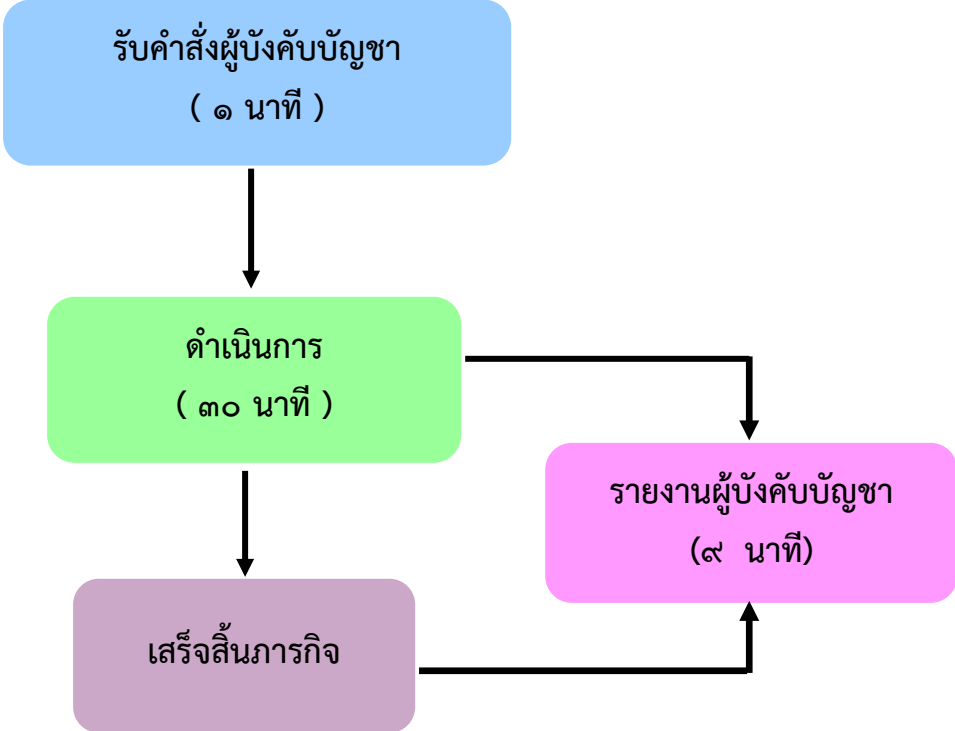 รับคำสั่งผู้บังคับบัญชา
( ๑ นาที )
ดำเนินการ
( ๓๐ นาที )
รายงานผู้บังคับบัญชา
(๙ นาที)
เสร็จสิ้นภารกิจ